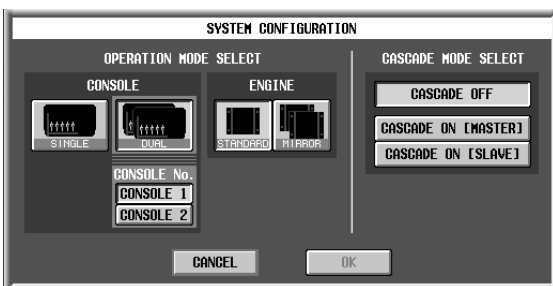 SYSTEM CONFIGURATION
OPERATION MODE SELECT
CONSOLE
ENGINE
SINGLE
DUAL
STANDARD
MIRROR
CONSOLE No.
CONSOLE 1
CONSOLE 2
CASCADE MODE SELECT
CASCADE OFF
CASCADE ON [MASTER]
CASCADE ON [SLAVE]
CANCEL
OK